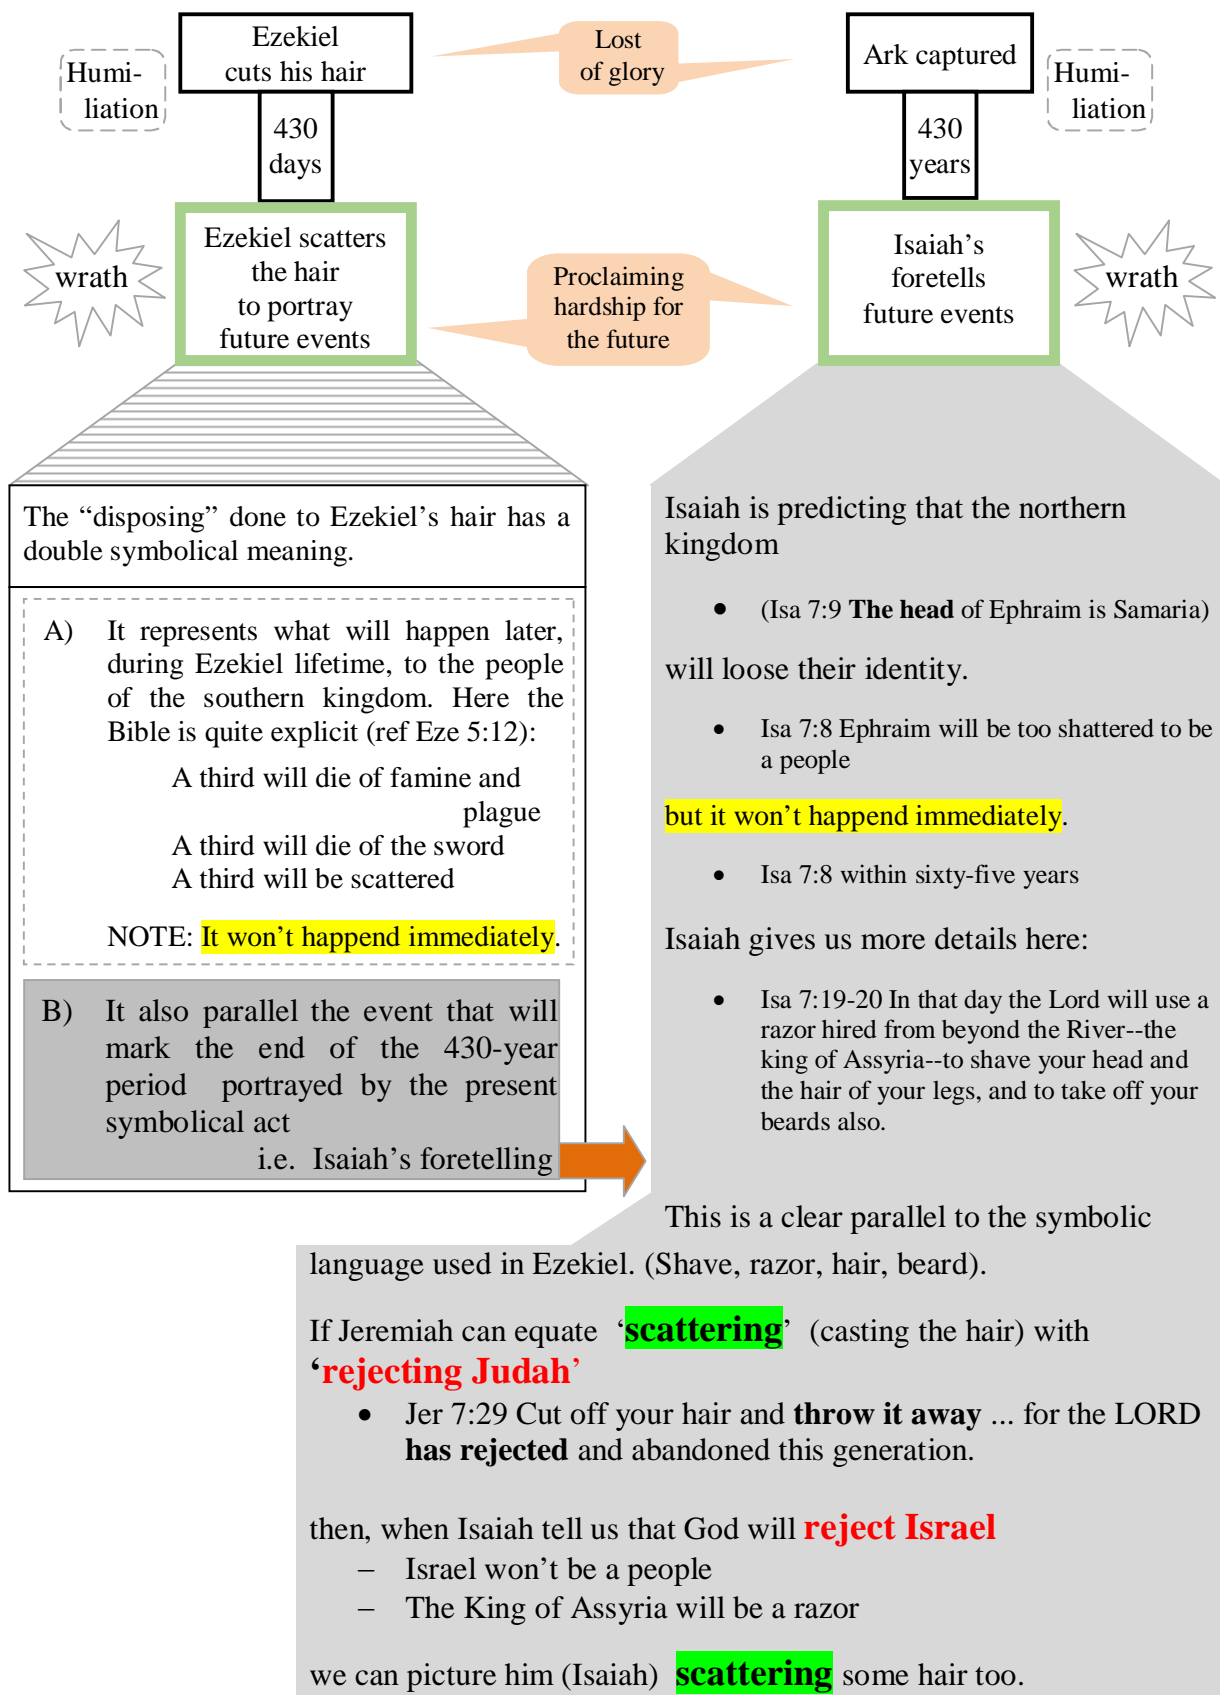 Ezekiel
cuts his hair
Lost
of glory
Ark captured
Humi-
liation
Humi-
liation
430
days
430
years
wrath
Ezekiel scatters
the hair
to portray
future events
Proclaiming
hardship for
the future
Isaiah’s
foretells
future events
wrath
The “disposing” done to Ezekiel’s hair has a
double symbolical meaning.
A) It represents what will happen later,
during Ezekiel lifetime, to the people
of the southern kingdom. Here the
Bible is quite explicit (ref Eze 5:12):
A third will die of famine and
plague
A third will die of the sword
A third will be scattered
NOTE: It won’t happend immediately.
B) It also parallel the event that will
mark the end of the 430-year
period portrayed by the present
symbolical act
i.e. Isaiah’s foretelling
Isaiah is predicting that the northern
kingdom
• (Isa 7:9 The head of Ephraim is Samaria)
will loose their identity.
• Isa 7:8 Ephraim will be too shattered to be
a people
but it won’t happend immediately.
• Isa 7:8 within sixty-five years
Isaiah gives us more details here:
• Isa 7:19-20 In that day the Lord will use a
razor hired from beyond the River--the
king of Assyria--to shave your head and
the hair of your legs, and to take off your
beards also.
This is a clear parallel to the symbolic
language used in Ezekiel. (Shave, razor, hair, beard).
If Jeremiah can equate ‘scattering’ (casting the hair) with
‘rejecting Judah’
• Jer 7:29 Cut off your hair and throw it away ... for the LORD
has rejected and abandoned this generation.
then, when Isaiah tell us that God will reject Israel
– Israel won’t be a people
– The King of Assyria will be a razor
we can picture him (Isaiah) scattering some hair too.